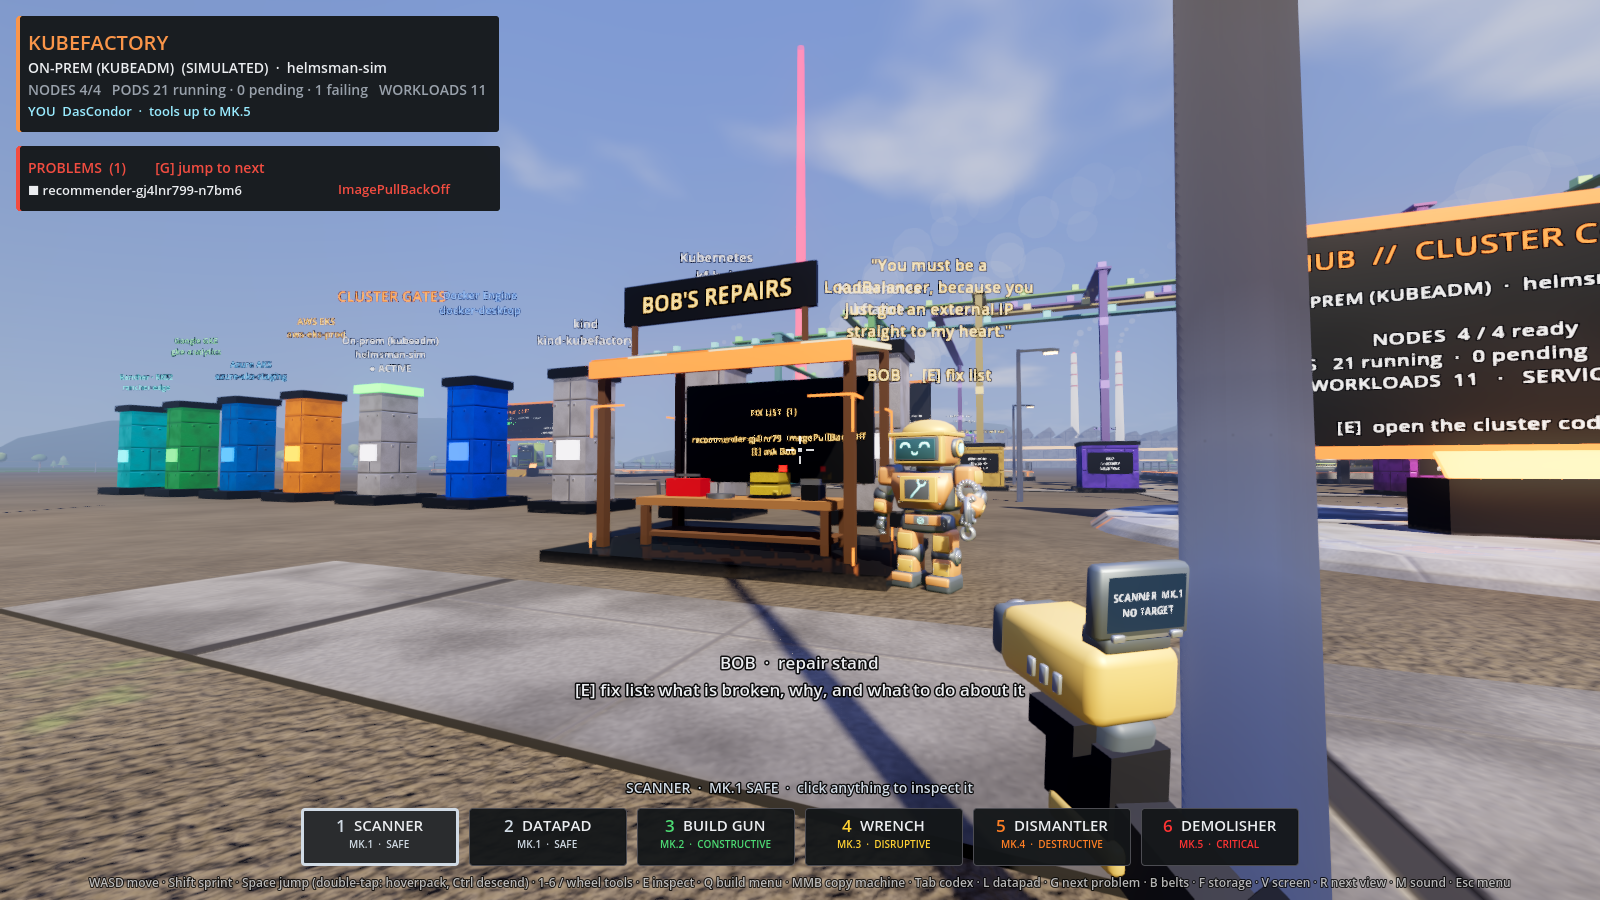 KUBEFACTORY
ON-PREM (KUBEADM) (SIMULATED) · helmsman-sim
NODES 4/4 PODS 21 running · 0 pending · 1 failing WORKLOADS 11
YOU DasCondor · tools up to MK.5
PROBLEMS (1) [G] jump to next
recommender-gj4lnr799-n7bm6 ImagePullBackOff
Kubernetes
BOB'S REPAIRS
"You must be a
LoadBalancer, because you
just got an external IP
straight to my heart."
BOB · [E] fix list
CLUSTER GATES
Docker Engine
docker-desktop
AWS EKS
kind
kind-kubefactory
On-prem (kubeadm)
helmsman-sim
● ACTIVE
FIX LIST (1)
[E] ask Bob
HUB // CLUSTER C
PREM (KUBEADM) · helms
NODES 4 / 4 ready
21 running · 0 pending
WORKLOADS 11 · SERVIC
[E] open the cluster cod
SCANNER MK.1
NO TARGET
BOB · repair stand
[E] fix list: what is broken, why, and what to do about it
SCANNER · MK.1 SAFE · click anything to inspect it
1 SCANNER
MK.1 · SAFE
2 DATAPAD
MK.1 · SAFE
3 BUILD GUN
MK.2 · CONSTRUCTIVE
4 WRENCH
MK.3 · DISRUPTIVE
5 DISMANTLER
MK.4 · DESTRUCTIVE
6 DEMOLISHER
MK.5 · CRITICAL
WASD move · Shift sprint · Space jump (double-tap: hoverpack, Ctrl descend) · 1-6 / wheel tools · E inspect · Q build menu · MMB copy machine · Tab codex · L datapad · G next problem · B belts · F storage · V screen · R next view · M sound · Esc menu